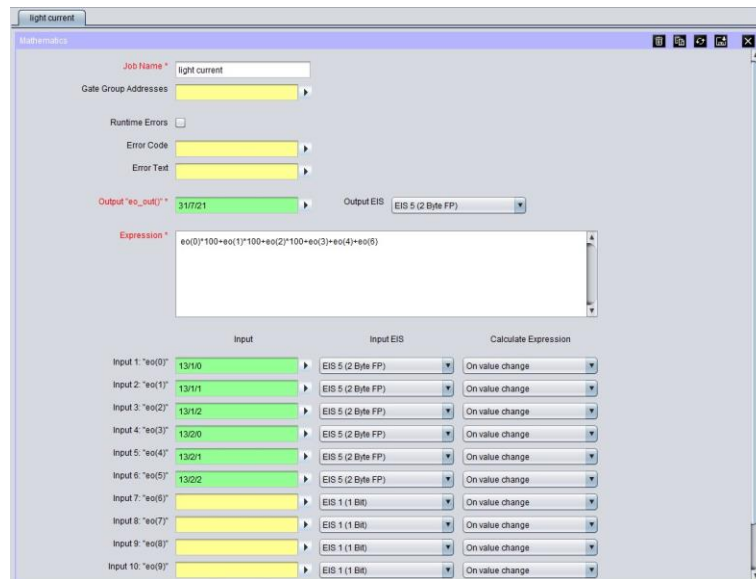 light current
Mathematics
Job Name *
light current
Gate Group Addresses
Runtime Errors
Error Code
Error Text
Output "eo_out()" *
31/7/21
Output EIS
EIS 5 (2 Byte FP)
Expression *
eo(0)*100+eo(1)*100+eo(2)*100+eo(3)+eo(4)+eo(6)
Input Input EIS Calculate Expression
Input 1: "eo(0)" 13/1/0 EIS 5 (2 Byte FP) On value change
Input 2: "eo(1)" 13/1/1 EIS 5 (2 Byte FP) On value change
Input 3: "eo(2)" 13/1/2 EIS 5 (2 Byte FP) On value change
Input 4: "eo(3)" 13/2/0 EIS 5 (2 Byte FP) On value change
Input 5: "eo(4)" 13/2/1 EIS 5 (2 Byte FP) On value change
Input 6: "eo(5)" 13/2/2 EIS 5 (2 Byte FP) On value change
Input 7: "eo(6)" EIS 1 (1 Bit) On value change
Input 8: "eo(7)" EIS 1 (1 Bit) On value change
Input 9: "eo(8)" EIS 1 (1 Bit) On value change
Input 10: "eo(9)" EIS 1 (1 Bit) On value change